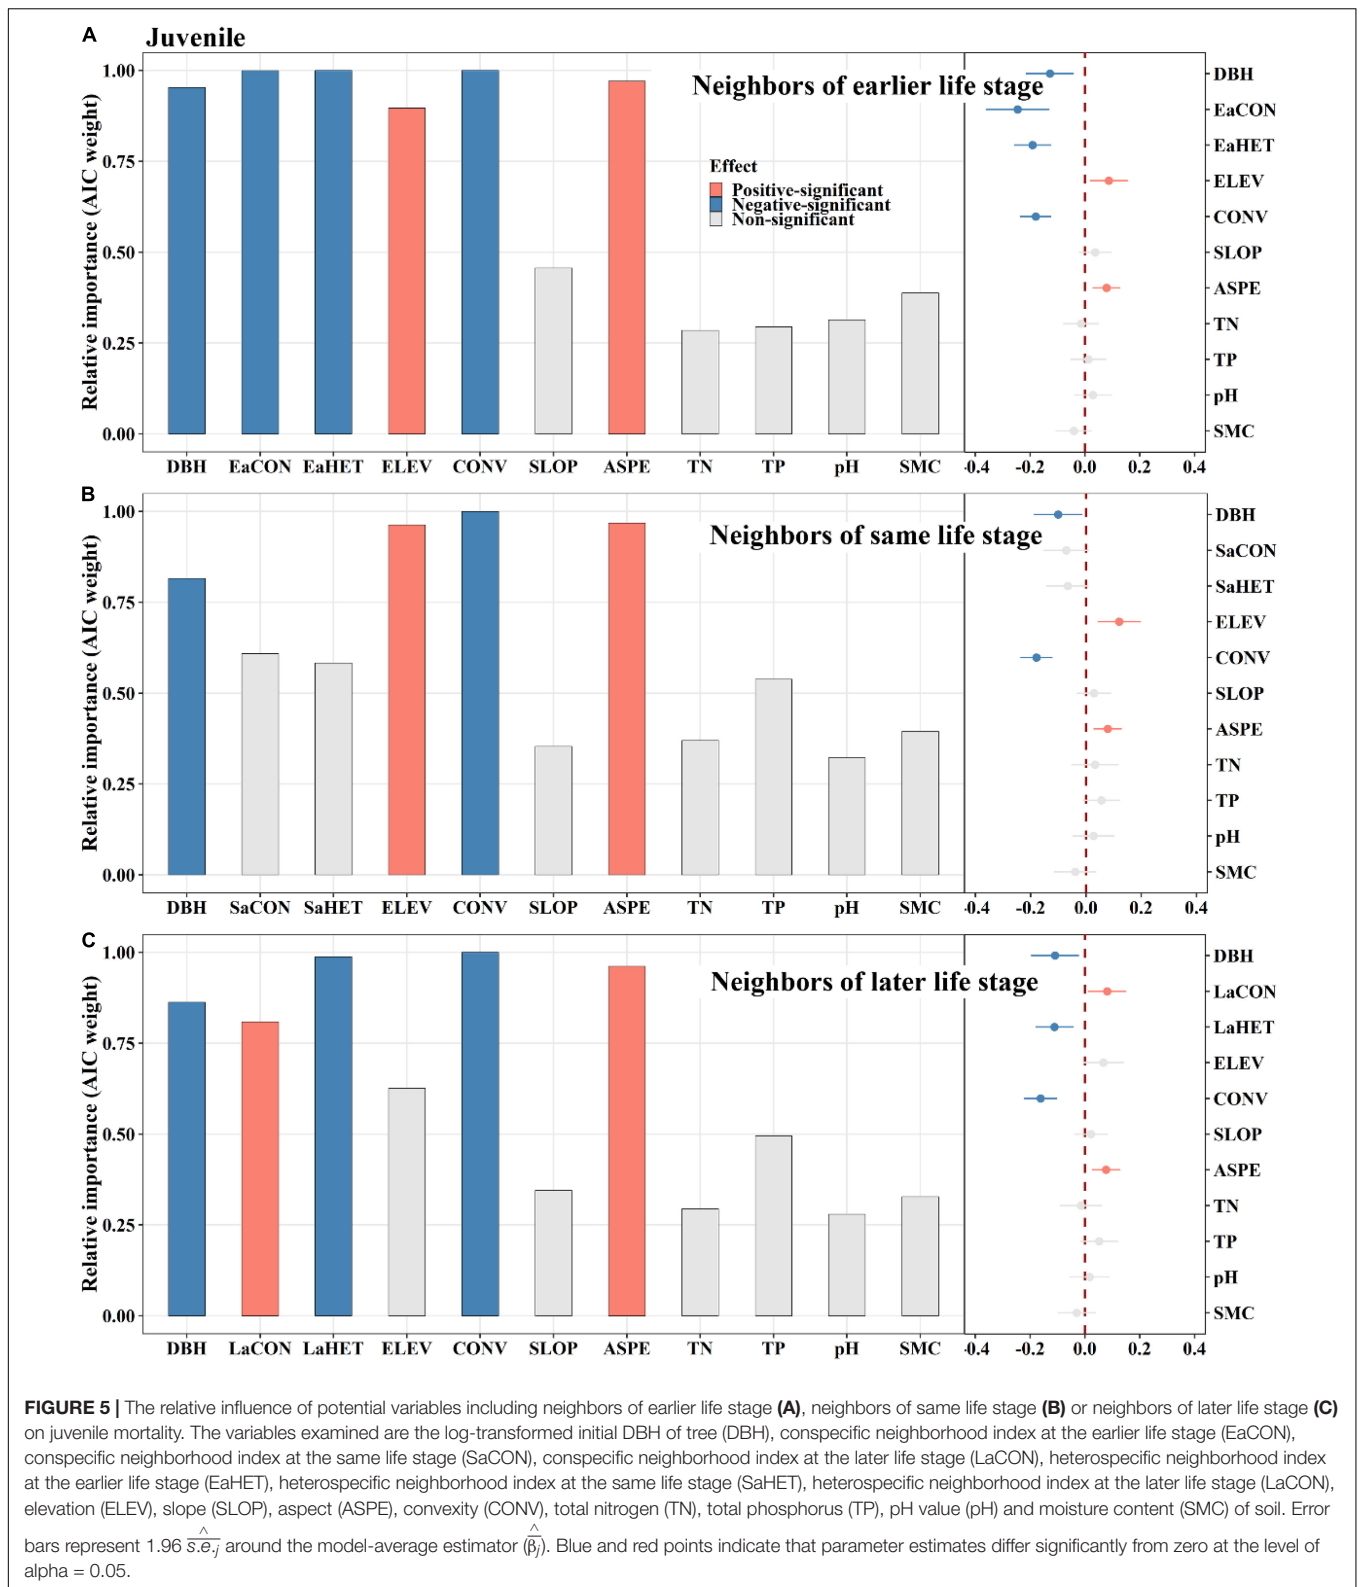 A
Juvenile
Neighbors of earlier life stage
Relative importance (AIC weight)
1.00
0.75
0.50
0.25
0.00
Effect
Positive-significant
Negative-significant
Non-significant
DBH EaCON EaHET ELEV CONV SLOP ASPE TN TP pH SMC
DBH
EaCON
EaHET
ELEV
CONV
SLOP
ASPE
TN
TP
pH
SMC
-0.4 -0.2 0.0 0.2 0.4
B
Neighbors of same life stage
Relative importance (AIC weight)
1.00
0.75
0.50
0.25
0.00
DBH SaCON SaHET ELEV CONV SLOP ASPE TN TP pH SMC
DBH
SaCON
SaHET
ELEV
CONV
SLOP
ASPE
TN
TP
pH
SMC
-0.4 -0.2 0.0 0.2 0.4
C
Neighbors of later life stage
Relative importance (AIC weight)
1.00
0.75
0.50
0.25
0.00
DBH LaCON LaHET ELEV CONV SLOP ASPE TN TP pH SMC
DBH
LaCON
LaHET
ELEV
CONV
SLOP
ASPE
TN
TP
pH
SMC
-0.4 -0.2 0.0 0.2 0.4
FIGURE 5 | The relative influence of potential variables including neighbors of earlier life stage (A), neighbors of same life stage (B) or neighbors of later life stage (C)
on juvenile mortality. The variables examined are the log-transformed initial DBH of tree (DBH), conspecific neighborhood index at the earlier life stage (EaCON),
conspecific neighborhood index at the same life stage (SaCON), conspecific neighborhood index at the later life stage (LaCON), heterospecific neighborhood index
at the earlier life stage (EaHET), heterospecific neighborhood index at the same life stage (SaHET), heterospecific neighborhood index at the later life stage (LaCON),
elevation (ELEV), slope (SLOP), aspect (ASPE), convexity (CONV), total nitrogen (TN), total phosphorus (TP), pH value (pH) and moisture content (SMC) of soil. Error
bars represent 1.96 $\hat{\overline{s.e.}_j}$ around the model-average estimator ($\hat{\overline{\beta}_j}$). Blue and red points indicate that parameter estimates differ significantly from zero at the level of
alpha = 0.05.